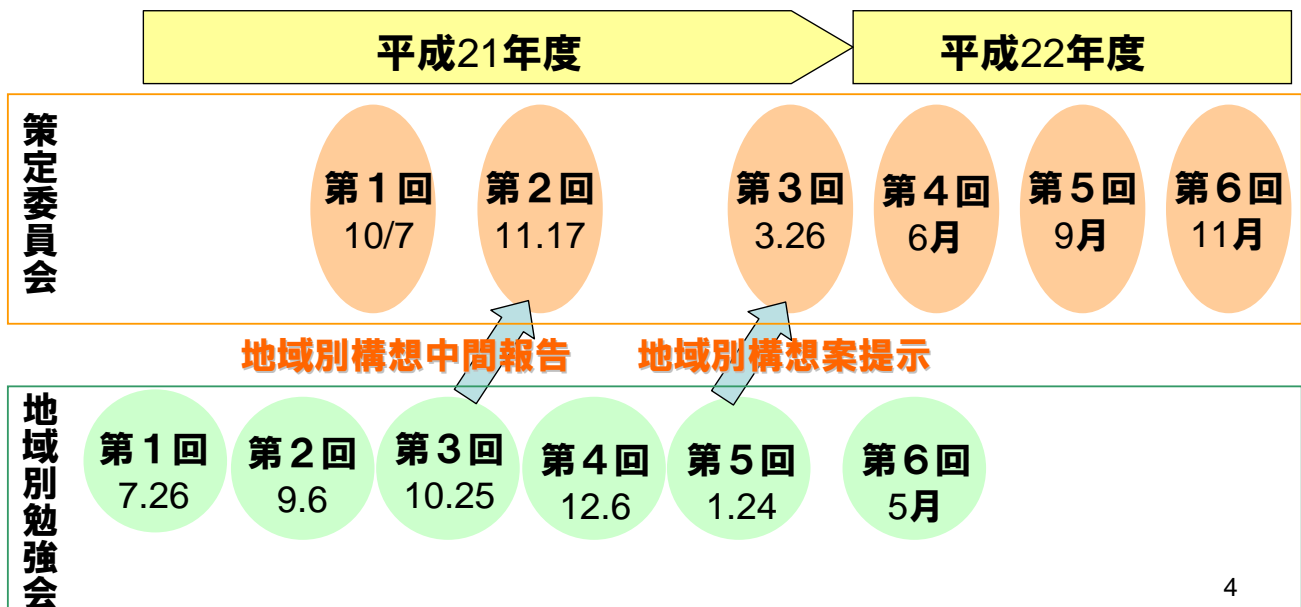 平成21年度
平成22年度
策定委員会
第１回
10/7
第２回
11.17
第３回
3.26
第４回
6月
第５回
9月
第６回
11月
地域別構想中間報告
地域別構想案提示
地域別勉強会
第１回
7.26
第２回
9.6
第３回
10.25
第４回
12.6
第５回
1.24
第６回
5月
4